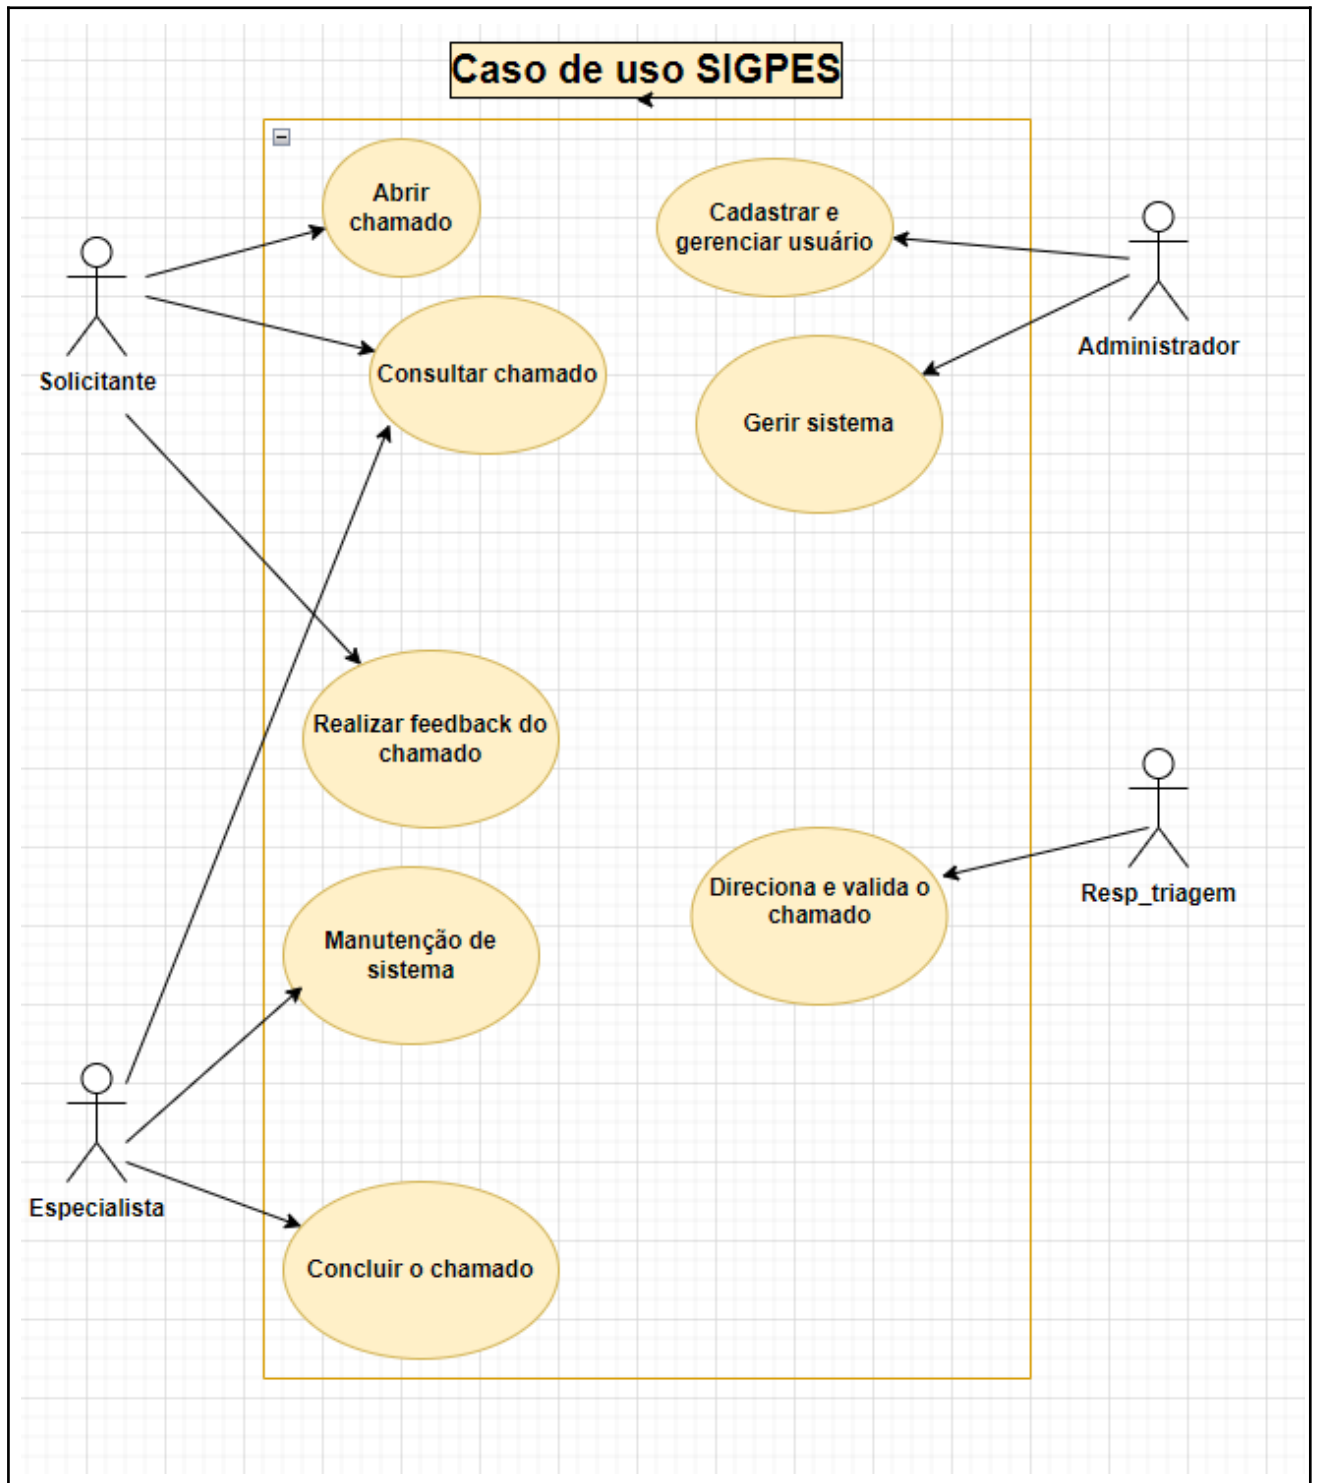 Caso de uso SIGPES
Abrir
chamado
Cadastrar e
gerenciar usuário
Solicitante
Consultar chamado
Administrador
Gerir sistema
Realizar feedback do
chamado
Direciona e valida o
chamado
Resp_triagem
Manutenção de
sistema
Especialista
Concluir o chamado